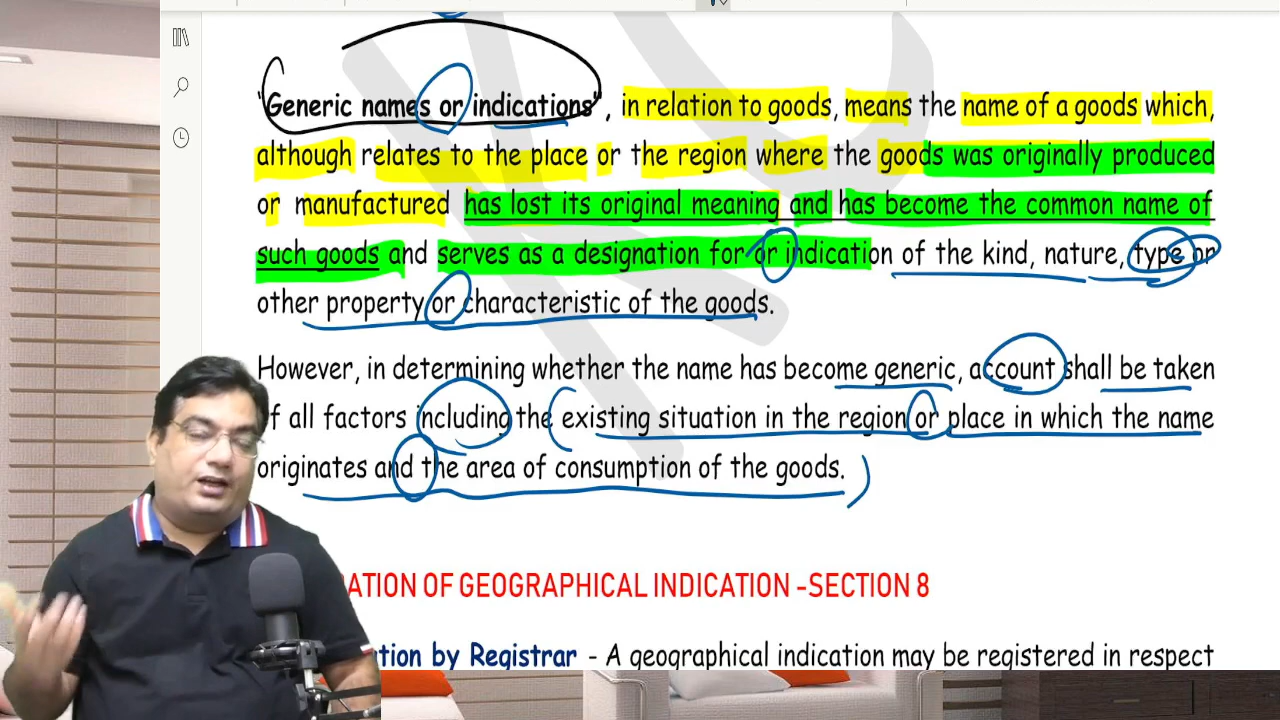 "Generic names or indications", in relation to goods, means the name of a goods which,
although relates to the place or the region where the goods was originally produced
or manufactured has lost its original meaning and has become the common name of
such goods and serves as a designation for or indication of the kind, nature, type or
other property or characteristic of the goods.
However, in determining whether the name has become generic, account shall be taken
of all factors including the existing situation in the region or place in which the name
originates and the area of consumption of the goods.
OF GEOGRAPHICAL INDICATION -SECTION 8
by Registrar - A geographical indication may be registered in respect